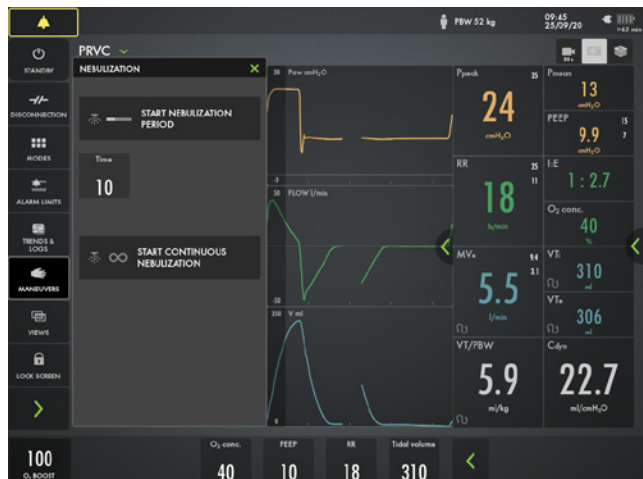 PBW 52 kg
09:45
25/09/20
>45 min
STANDBY
DISCONNECTION
MODES
ALARM LIMITS
TRENDS &
LOGS
MANEUVERS
VIEWS
LOCK SCREEN
100
O₂ BOOST
PRVC
30 s
NEBULIZATION
START NEBULIZATION
PERIOD
Time
10
START CONTINUOUS
NEBULIZATION
30 Paw cmH₂O
-5
50 FLOW l/min
-50
350 V ml
0
Ppeak 35
24
cmH₂O
Pmean
13
cmH₂O
PEEP 15
7
9.9
cmH₂O
RR 25
11
18
b/min
I:E
1 : 2.7
O₂ conc.
40
%
MVe 9.4
3.1
5.5
l/min
VTi
310
ml
VTe
306
ml
VT/PBW
5.9
ml/kg
Cdyn
22.7
ml/cmH₂O
O₂ conc.
40
PEEP
10
RR
18
Tidal volume
310